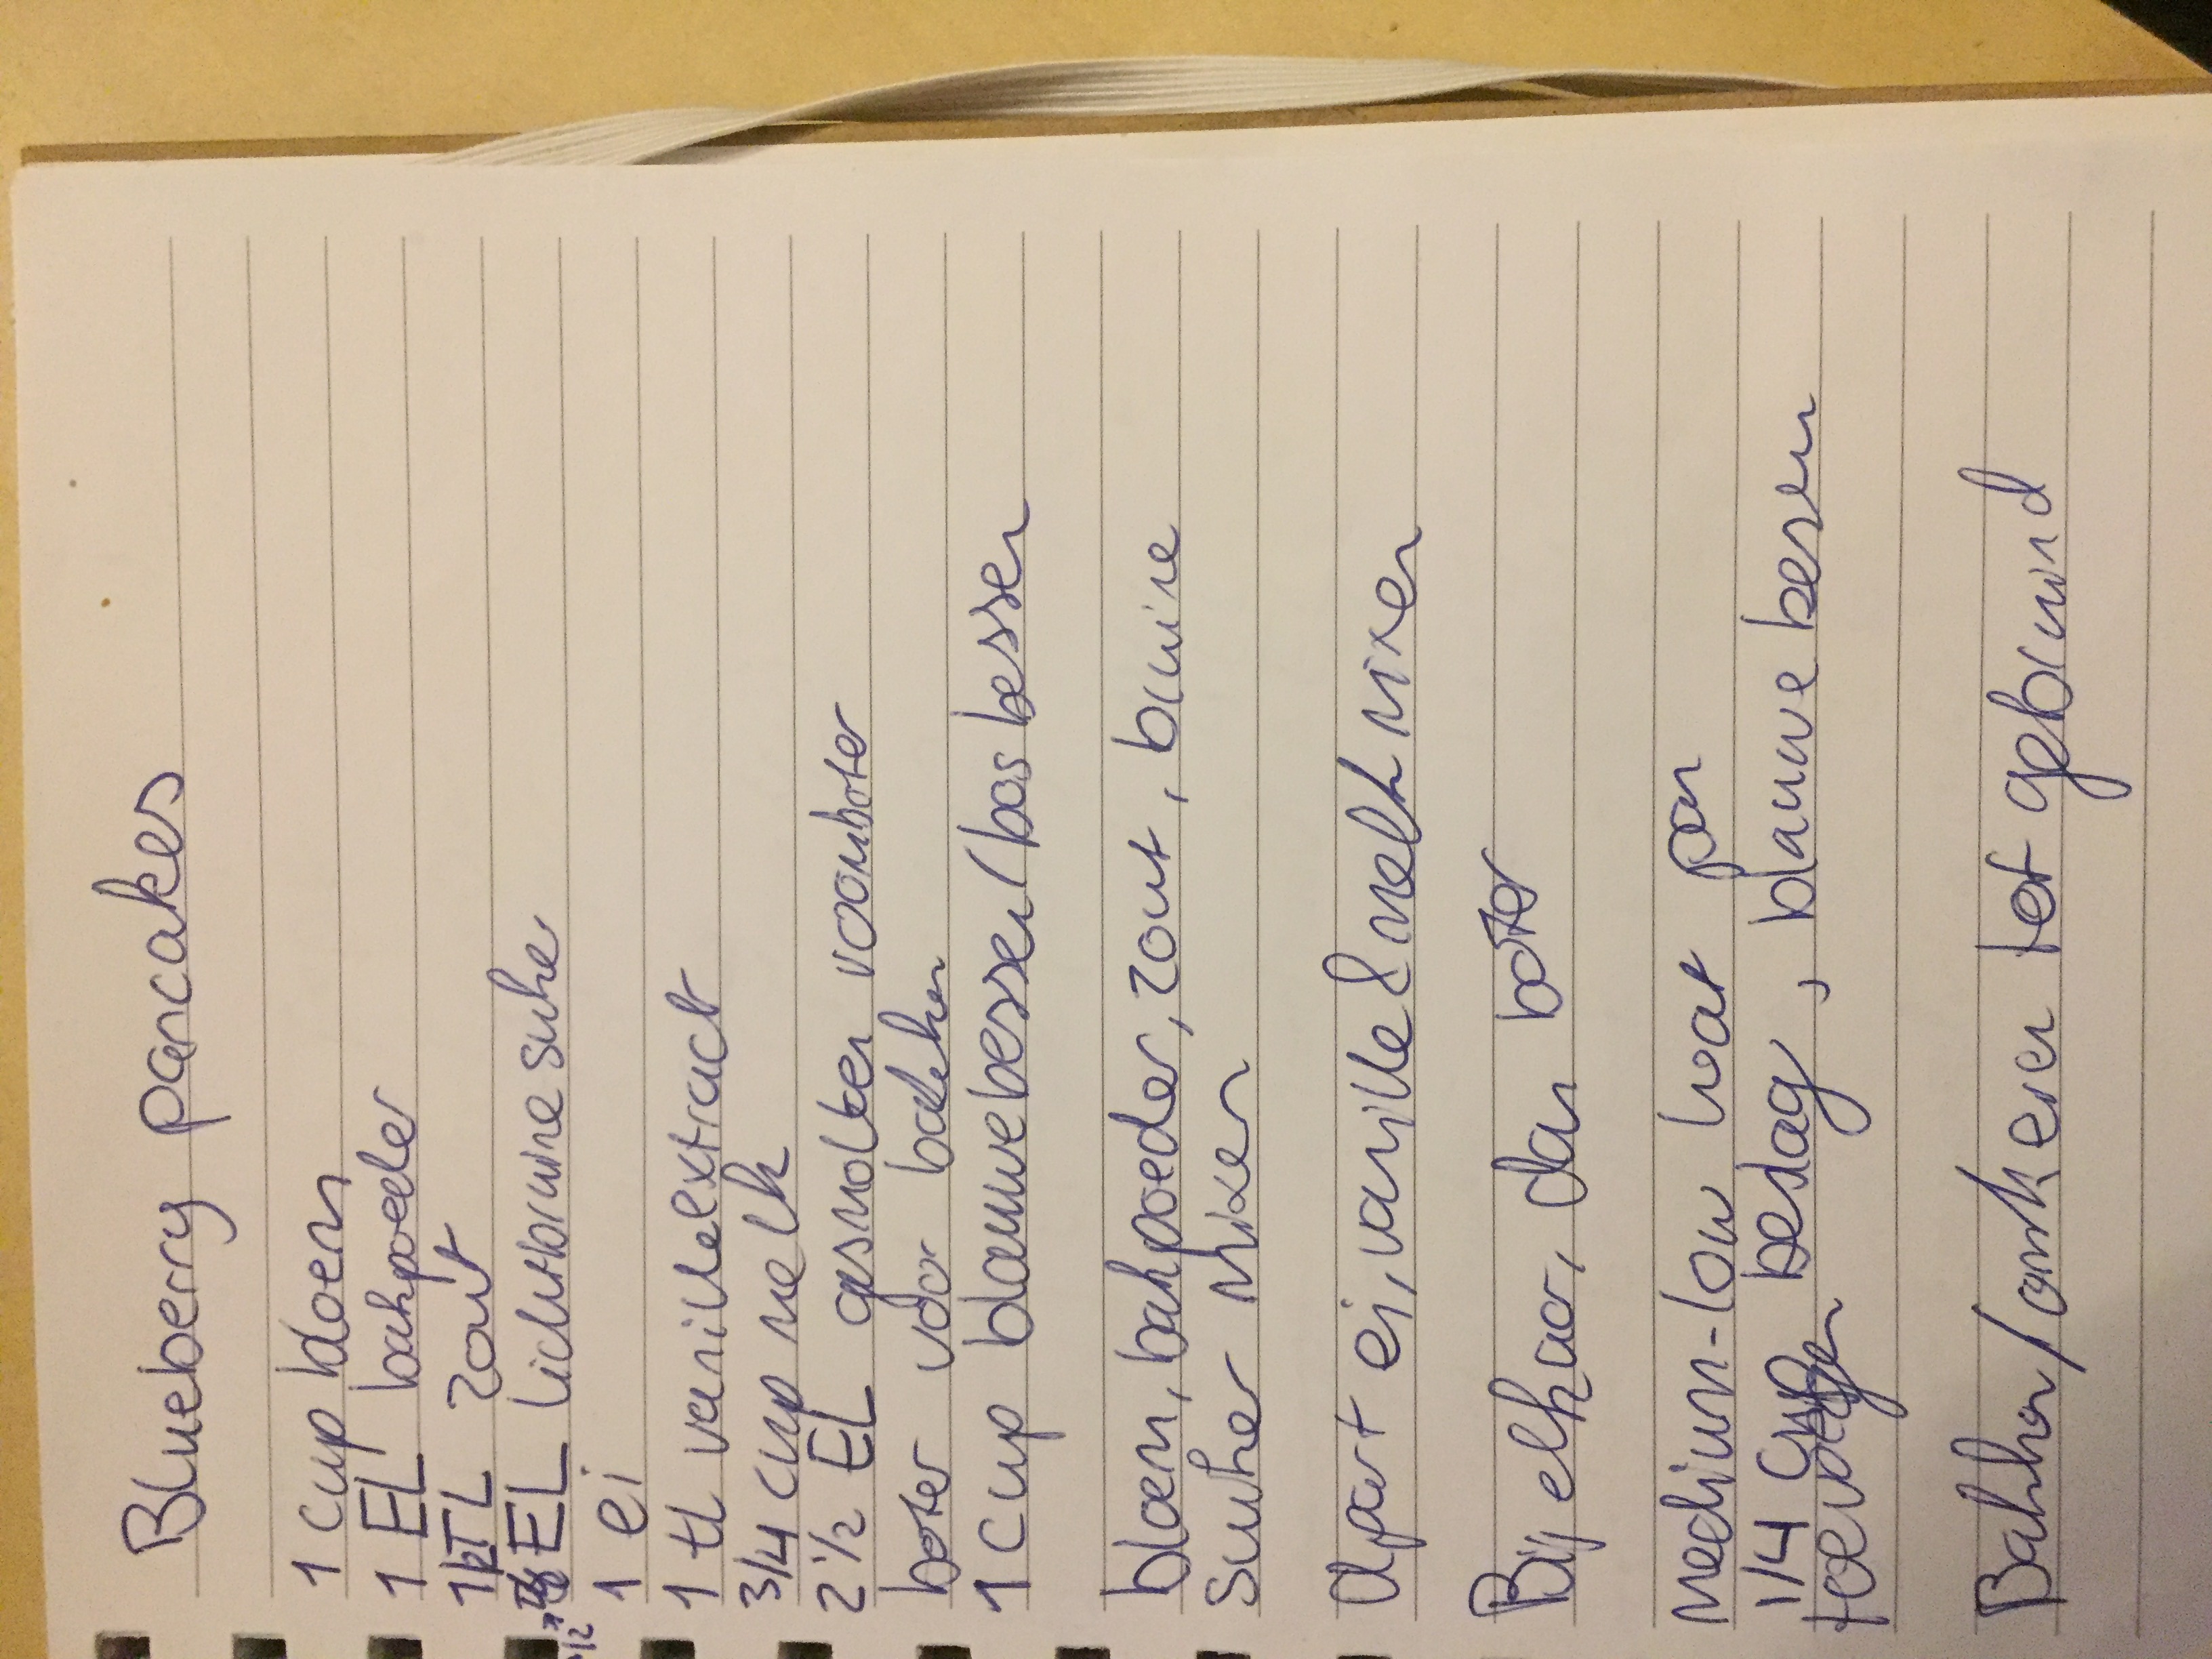 Blueberry pancakes
1 cup bloem
1 EL bakpoeder
1/2 TL zout
1/2 EL lichtbruine suiker
1 ei
1 tl vanilleextract
3/4 cup melk
2 1/2 EL gesmolten roomboter
boter voor bakken
1 cup blauwebessen/bosbessen
bloem, bakpoeder, zout, bruine
suiker mixen
Apart ei, vanille & melk mixen
Bij elkaar, dan boter
Medium-low heat pan
1/4 cup beslag, blauwe bessen
toevoegen
Bakken/omkeren tot gebruind